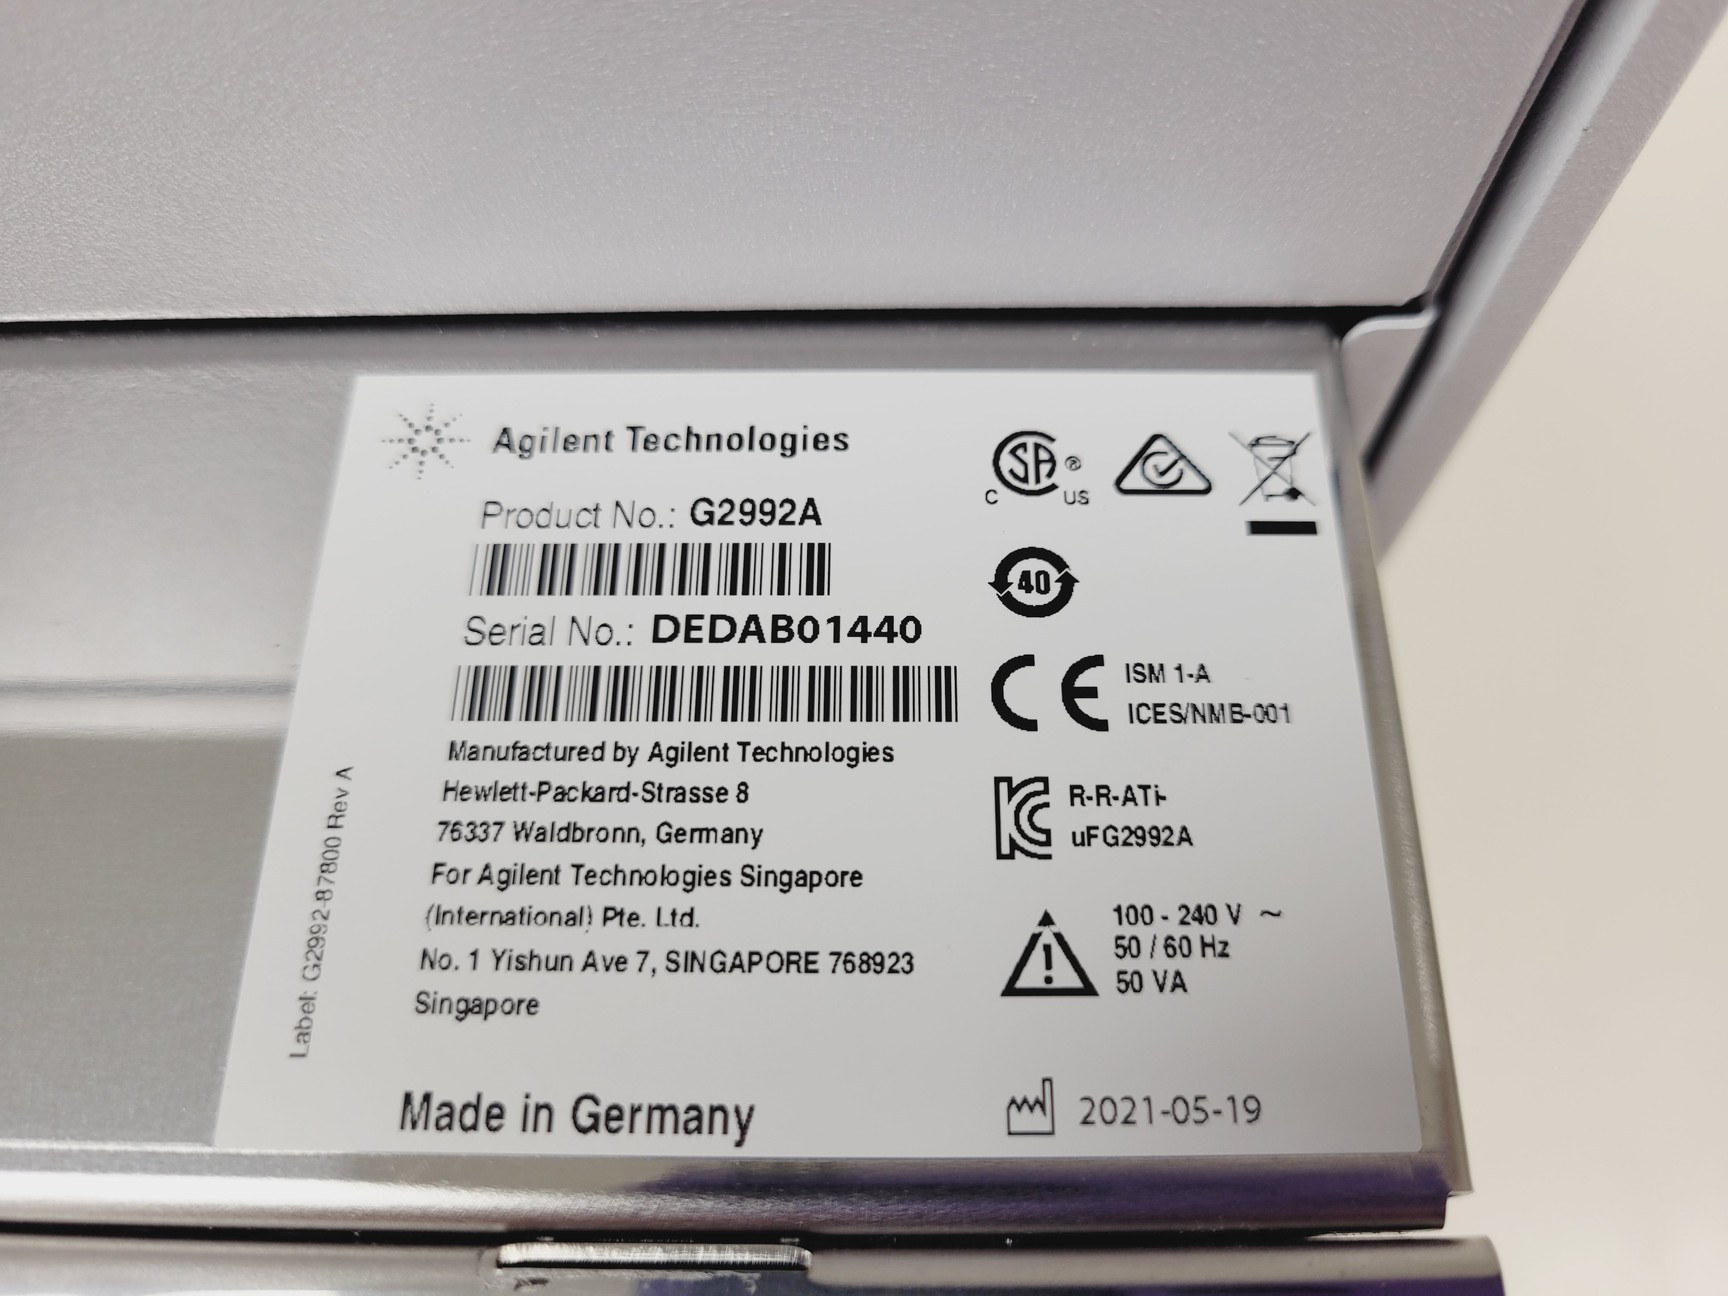 Agilent Technologies
Product No.: G2992A
Serial No.: DEDAB01440
Manufactured by Agilent Technologies
Hewlett-Packard-Strasse 8
76337 Waldbronn, Germany
For Agilent Technologies Singapore
(International) Pte. Ltd.
No. 1 Yishun Ave 7, SINGAPORE 768923
Singapore
Made in Germany
Label: G2992-87800 Rev A
C SA ® US
40
CE ISM 1-A
ICES/NMB-001
R-R-ATi-
uFG2992A
100 - 240 V ~
50 / 60 Hz
50 VA
2021-05-19